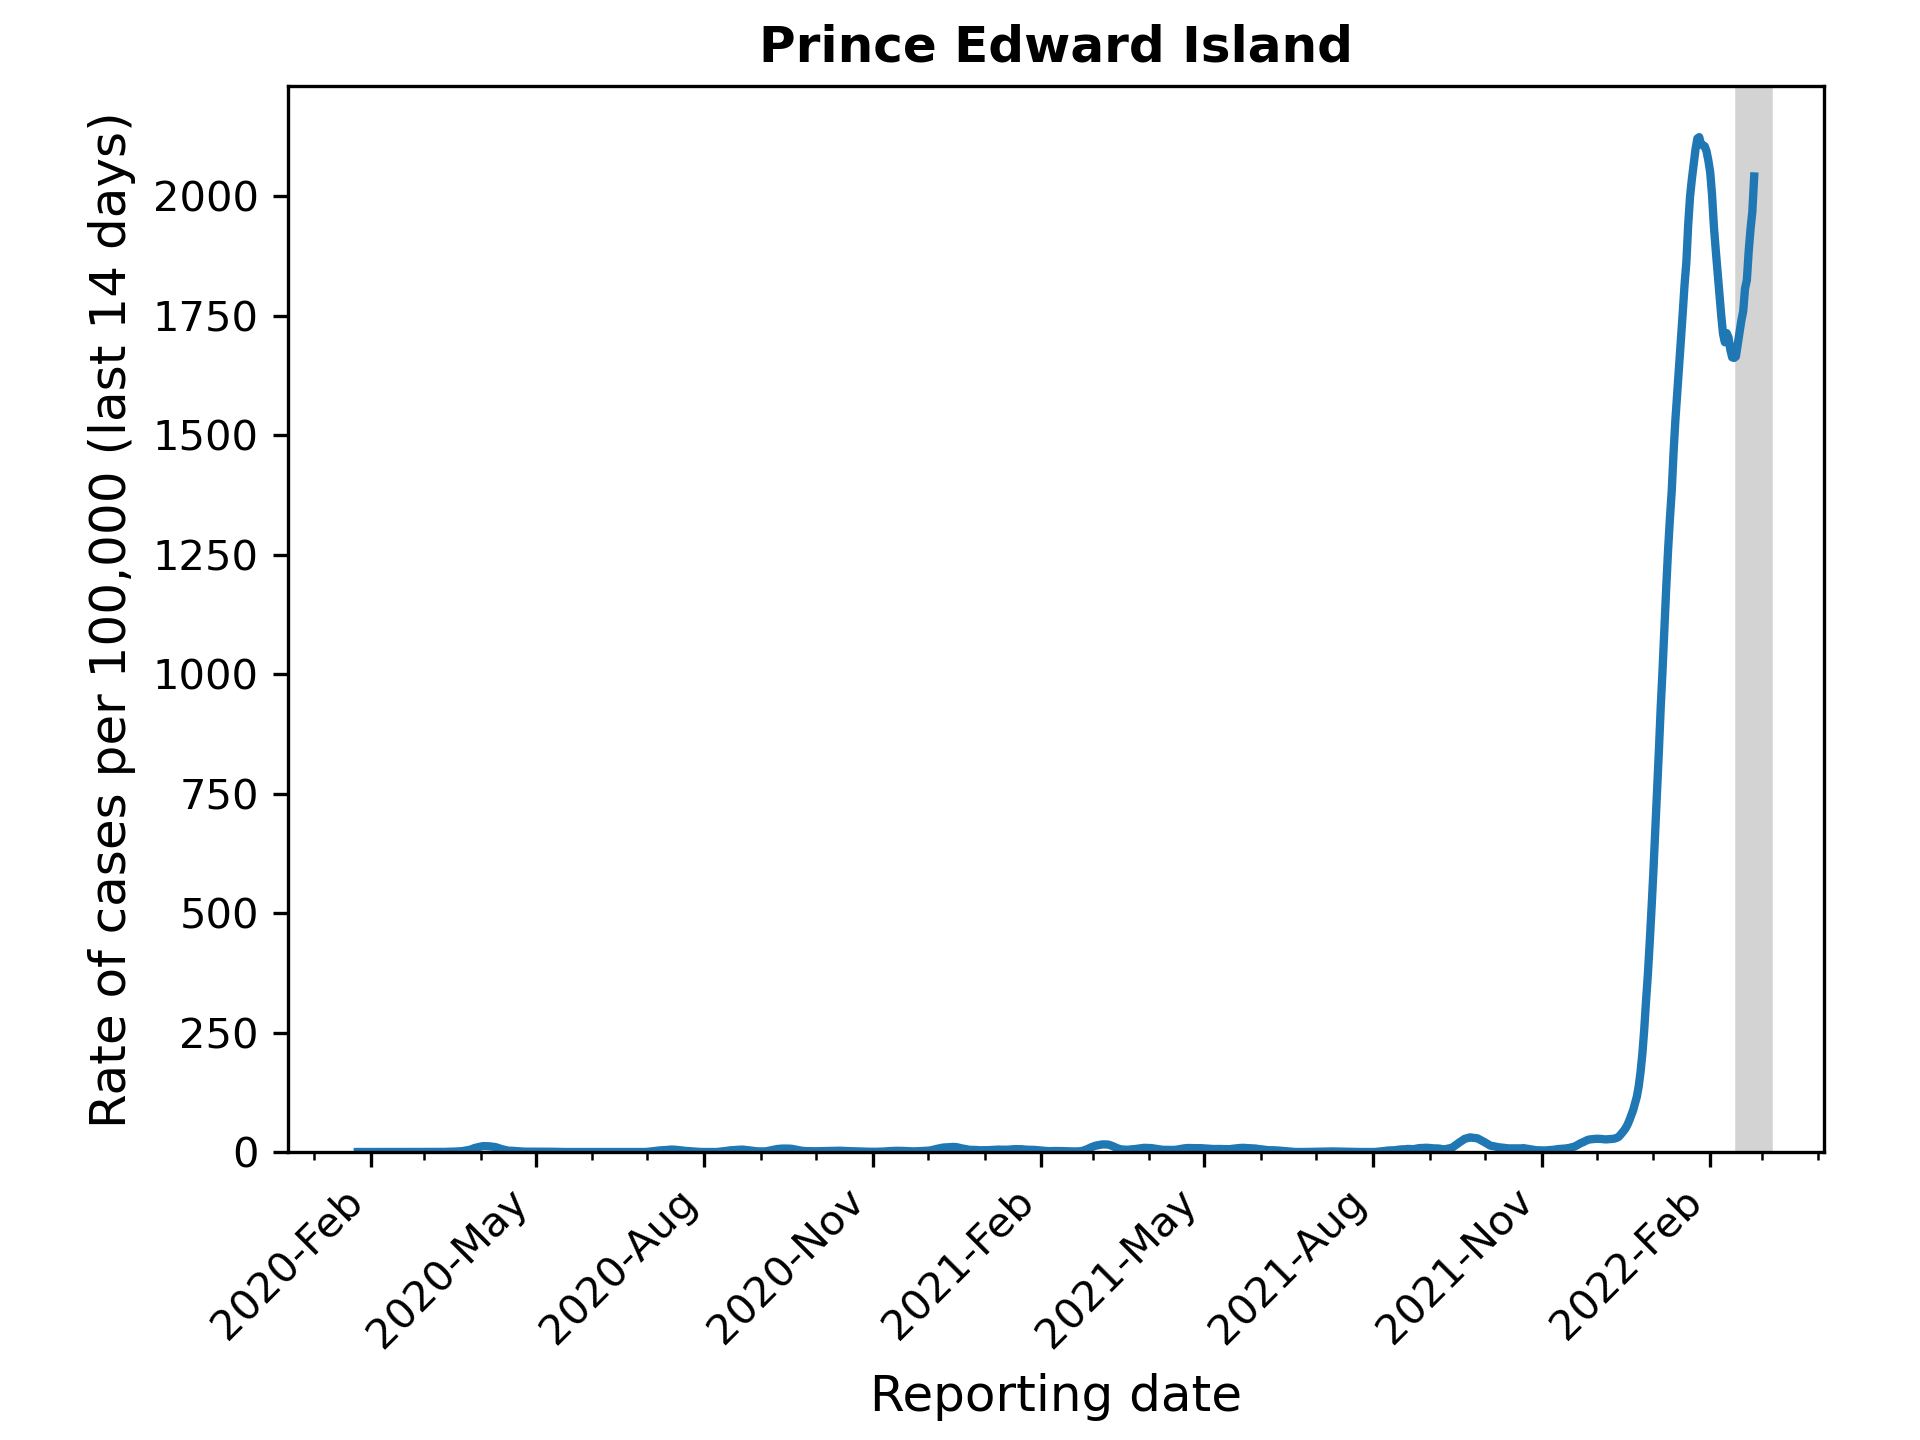 Prince Edward Island
Rate of cases per 100,000 (last 14 days)
2000
1750
1500
1250
1000
750
500
250
0
2020-Feb
2020-May
2020-Aug
2020-Nov
2021-Feb
2021-May
2021-Aug
2021-Nov
2022-Feb
Reporting date